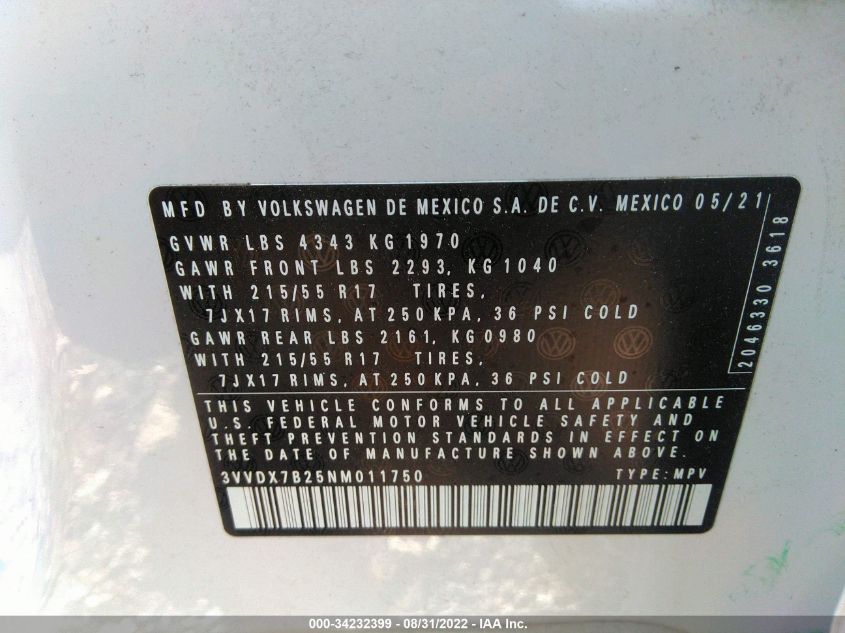 MFD BY VOLKSWAGEN DE MEXICO S.A. DE C.V. MEXICO 05/21
GVWR LBS 4343 KG 1970
GAWR FRONT LBS 2293, KG 1040
WITH 215/55 R17 TIRES,
7JX17 RIMS, AT 250 KPA, 36 PSI COLD
GAWR REAR LBS 2161, KG 0980
WITH 215/55 R17 TIRES,
7JX17 RIMS, AT 250 KPA, 36 PSI COLD
2046330 3618
THIS VEHICLE CONFORMS TO ALL APPLICABLE
U.S. FEDERAL MOTOR VEHICLE SAFETY AND
THEFT PREVENTION STANDARDS IN EFFECT ON
THE DATE OF MANUFACTURE SHOWN ABOVE.
3VVDX7B25NM011750 TYPE: MPV
000-34232399 - 08/31/2022 - IAA Inc.